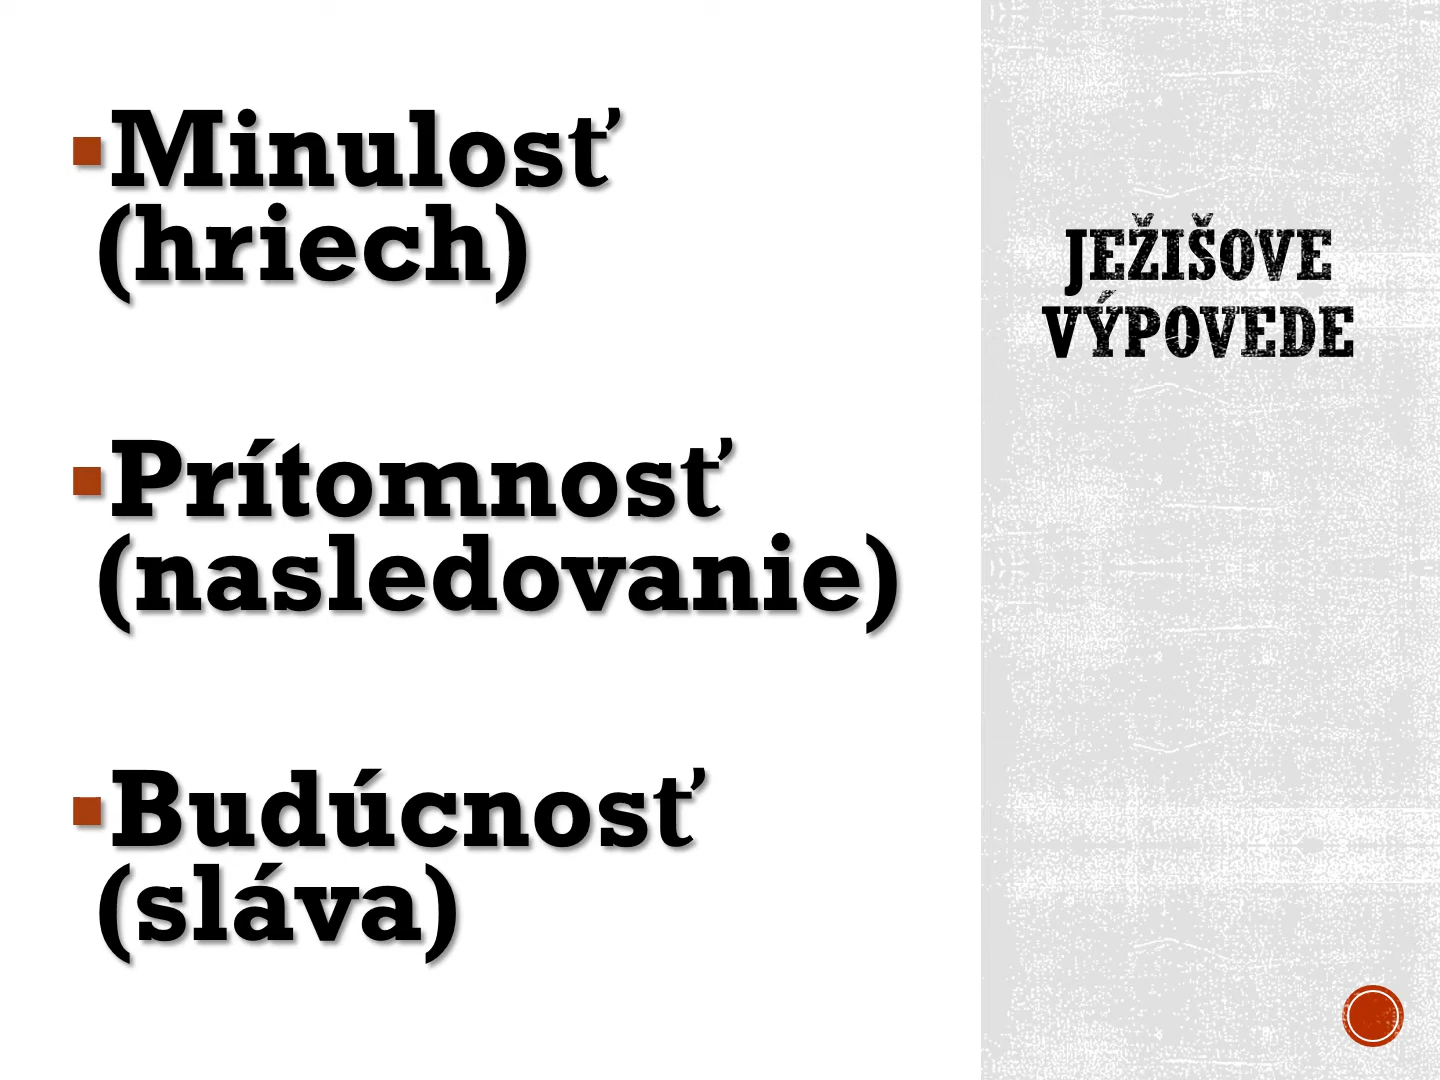 Minulosť
(hriech)
Prítomnosť
(nasledovanie)
Budúcnosť
(sláva)
JEŽIŠOVE
VÝPOVEDE